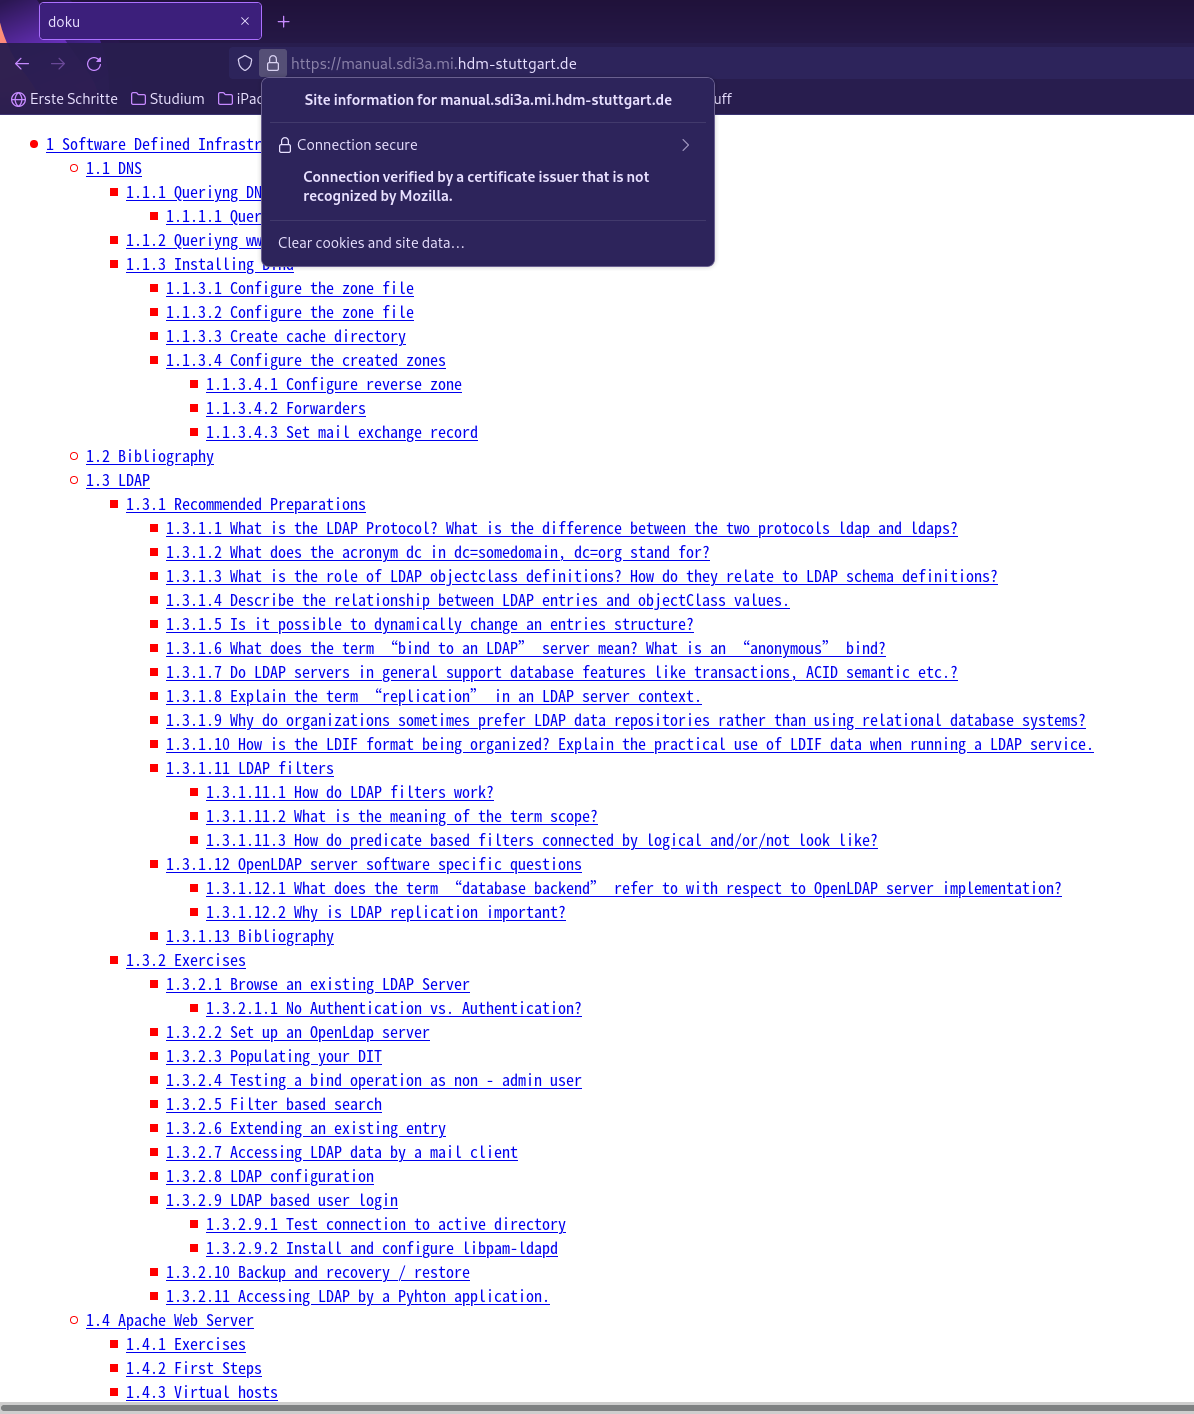 doku
https://manual.sdi3a.mi.hdm-stuttgart.de
Erste Schritte Studium iPad uff
Site information for manual.sdi3a.mi.hdm-stuttgart.de
Connection secure
Connection verified by a certificate issuer that is not
recognized by Mozilla.
Clear cookies and site data…
1 Software Defined Infrastr
1.1 DNS
1.1.1 Queriyng DN
1.1.1.1 Quer
1.1.2 Queriyng ww
1.1.3 Installing Bind
1.1.3.1 Configure the zone file
1.1.3.2 Configure the zone file
1.1.3.3 Create cache directory
1.1.3.4 Configure the created zones
1.1.3.4.1 Configure reverse zone
1.1.3.4.2 Forwarders
1.1.3.4.3 Set mail exchange record
1.2 Bibliography
1.3 LDAP
1.3.1 Recommended Preparations
1.3.1.1 What is the LDAP Protocol? What is the difference between the two protocols ldap and ldaps?
1.3.1.2 What does the acronym dc in dc=somedomain, dc=org stand for?
1.3.1.3 What is the role of LDAP objectclass definitions? How do they relate to LDAP schema definitions?
1.3.1.4 Describe the relationship between LDAP entries and objectClass values.
1.3.1.5 Is it possible to dynamically change an entries structure?
1.3.1.6 What does the term “bind to an LDAP” server mean? What is an “anonymous” bind?
1.3.1.7 Do LDAP servers in general support database features like transactions, ACID semantic etc.?
1.3.1.8 Explain the term “replication” in an LDAP server context.
1.3.1.9 Why do organizations sometimes prefer LDAP data repositories rather than using relational database systems?
1.3.1.10 How is the LDIF format being organized? Explain the practical use of LDIF data when running a LDAP service.
1.3.1.11 LDAP filters
1.3.1.11.1 How do LDAP filters work?
1.3.1.11.2 What is the meaning of the term scope?
1.3.1.11.3 How do predicate based filters connected by logical and/or/not look like?
1.3.1.12 OpenLDAP server software specific questions
1.3.1.12.1 What does the term “database backend” refer to with respect to OpenLDAP server implementation?
1.3.1.12.2 Why is LDAP replication important?
1.3.1.13 Bibliography
1.3.2 Exercises
1.3.2.1 Browse an existing LDAP Server
1.3.2.1.1 No Authentication vs. Authentication?
1.3.2.2 Set up an OpenLdap server
1.3.2.3 Populating your DIT
1.3.2.4 Testing a bind operation as non - admin user
1.3.2.5 Filter based search
1.3.2.6 Extending an existing entry
1.3.2.7 Accessing LDAP data by a mail client
1.3.2.8 LDAP configuration
1.3.2.9 LDAP based user login
1.3.2.9.1 Test connection to active directory
1.3.2.9.2 Install and configure libpam-ldapd
1.3.2.10 Backup and recovery / restore
1.3.2.11 Accessing LDAP by a Pyhton application.
1.4 Apache Web Server
1.4.1 Exercises
1.4.2 First Steps
1.4.3 Virtual hosts